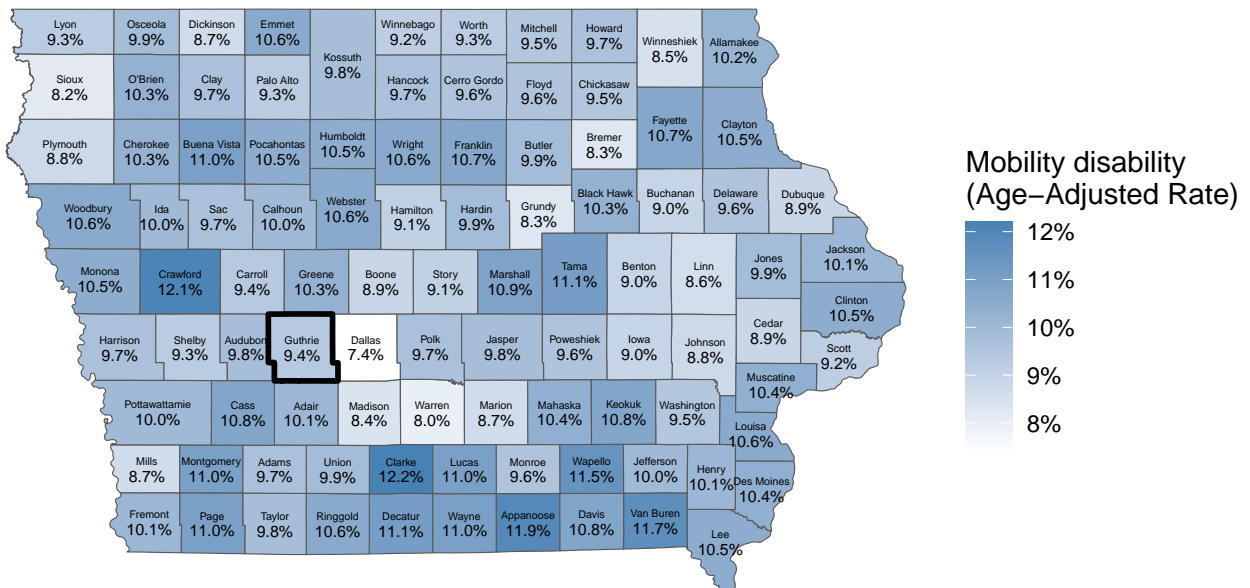 Lyon
9.3%
Osceola
9.9%
Dickinson
8.7%
Emmet
10.6%
Kossuth
9.8%
Winnebago
9.2%
Worth
9.3%
Mitchell
9.5%
Howard
9.7%
Winneshiek
8.5%
Allamakee
10.2%
Sioux
8.2%
O'Brien
10.3%
Clay
9.7%
Palo Alto
9.3%
Hancock
9.7%
Cerro Gordo
9.6%
Floyd
9.6%
Chickasaw
9.5%
Fayette
10.7%
Clayton
10.5%
Plymouth
8.8%
Cherokee
10.3%
Buena Vista
11.0%
Pocahontas
10.5%
Humboldt
10.5%
Wright
10.6%
Franklin
10.7%
Butler
9.9%
Bremer
8.3%
Woodbury
10.6%
Ida
10.0%
Sac
9.7%
Calhoun
10.0%
Webster
10.6%
Hamilton
9.1%
Hardin
9.9%
Grundy
8.3%
Black Hawk
10.3%
Buchanan
9.0%
Delaware
9.6%
Dubuque
8.9%
Monona
10.5%
Crawford
12.1%
Carroll
9.4%
Greene
10.3%
Boone
8.9%
Story
9.1%
Marshall
10.9%
Tama
11.1%
Benton
9.0%
Linn
8.6%
Jones
9.9%
Jackson
10.1%
Clinton
10.5%
Harrison
9.7%
Shelby
9.3%
Audubon
9.8%
Guthrie
9.4%
Dallas
7.4%
Polk
9.7%
Jasper
9.8%
Poweshiek
9.6%
Iowa
9.0%
Johnson
8.8%
Cedar
8.9%
Scott
9.2%
Muscatine
10.4%
Pottawattamie
10.0%
Cass
10.8%
Adair
10.1%
Madison
8.4%
Warren
8.0%
Marion
8.7%
Mahaska
10.4%
Keokuk
10.8%
Washington
9.5%
Louisa
10.6%
Mills
8.7%
Montgomery
11.0%
Adams
9.7%
Union
9.9%
Clarke
12.2%
Lucas
11.0%
Monroe
9.6%
Wapello
11.5%
Jefferson
10.0%
Henry
10.1%
Des Moines
10.4%
Fremont
10.1%
Page
11.0%
Taylor
9.8%
Ringgold
10.6%
Decatur
11.1%
Wayne
11.0%
Appanoose
11.9%
Davis
10.8%
Van Buren
11.7%
Lee
10.5%
Mobility disability
(Age−Adjusted Rate)
12%
11%
10%
9%
8%